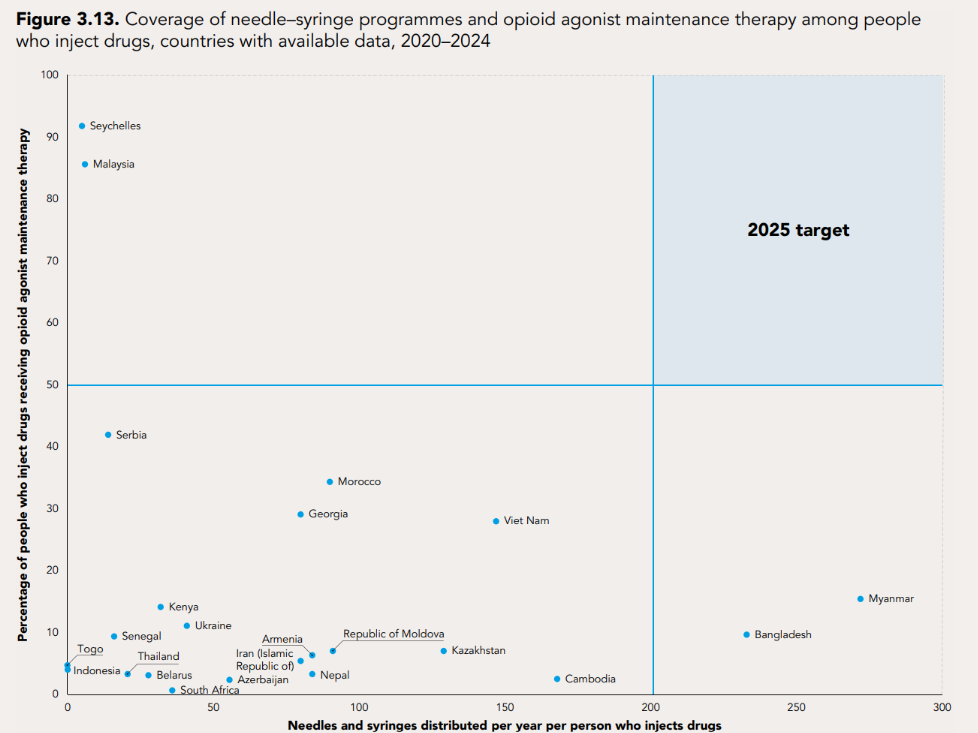 Figure 3.13. Coverage of needle–syringe programmes and opioid agonist maintenance therapy among people
who inject drugs, countries with available data, 2020–2024
Percentage of people who inject drugs receiving opioid agonist maintenance therapy
100
90
80
70
60
50
40
30
20
10
0
Seychelles
Malaysia
2025 target
Serbia
Morocco
Georgia
Viet Nam
Myanmar
Kenya
Ukraine
Senegal
Bangladesh
Republic of Moldova
Armenia
Togo
Kazakhstan
Iran (Islamic
Republic of)
Thailand
Indonesia
Belarus
Nepal
Azerbaijan
Cambodia
South Africa
0
50
100
150
200
250
300
Needles and syringes distributed per year per person who injects drugs